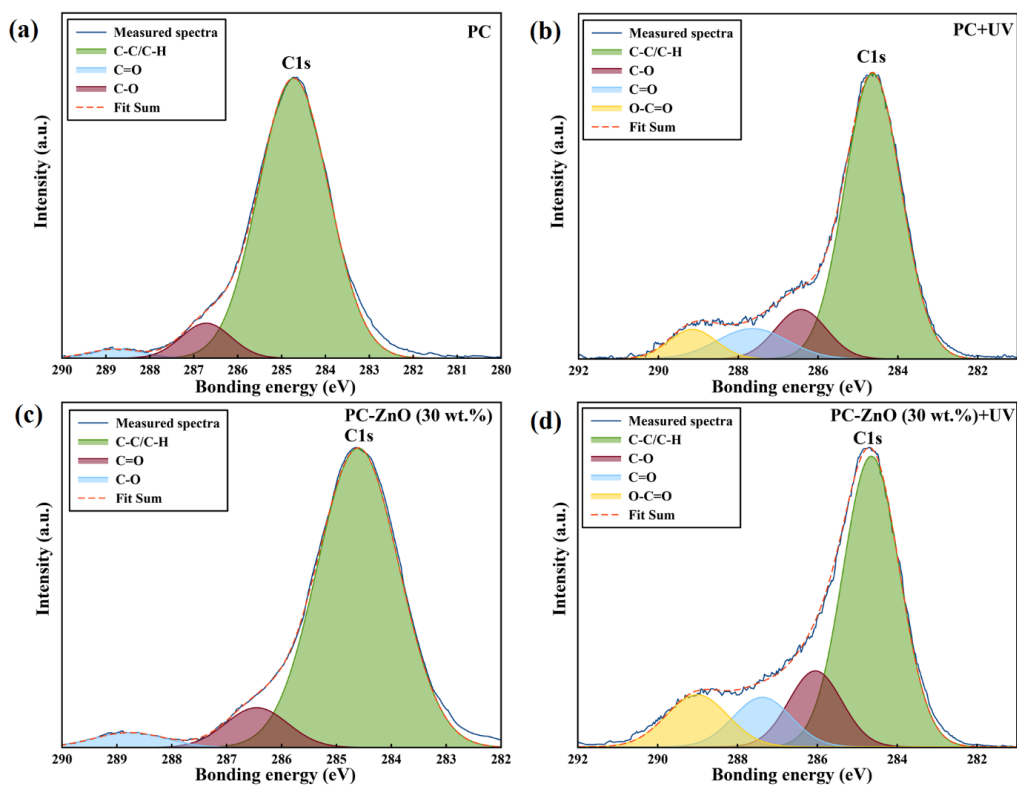 (a)
Measured spectra
C-C/C-H
C=O
C-O
Fit Sum
PC
C1s
Intensity (a.u.)
290 289 288 287 286 285 284 283 282 281 280
Bonding energy (eV)
(b)
Measured spectra
C-C/C-H
C-O
C=O
O-C=O
Fit Sum
PC+UV
C1s
Intensity (a.u.)
292 290 288 286 284 282
Bonding energy (eV)
(c)
Measured spectra
C-C/C-H
C=O
C-O
Fit Sum
PC-ZnO (30 wt.%)
C1s
Intensity (a.u.)
290 289 288 287 286 285 284 283 282
Bonding energy (eV)
(d)
Measured spectra
C-C/C-H
C-O
C=O
O-C=O
Fit Sum
PC-ZnO (30 wt.%)+UV
C1s
Intensity (a.u.)
292 290 288 286 284 282
Bonding energy (eV)